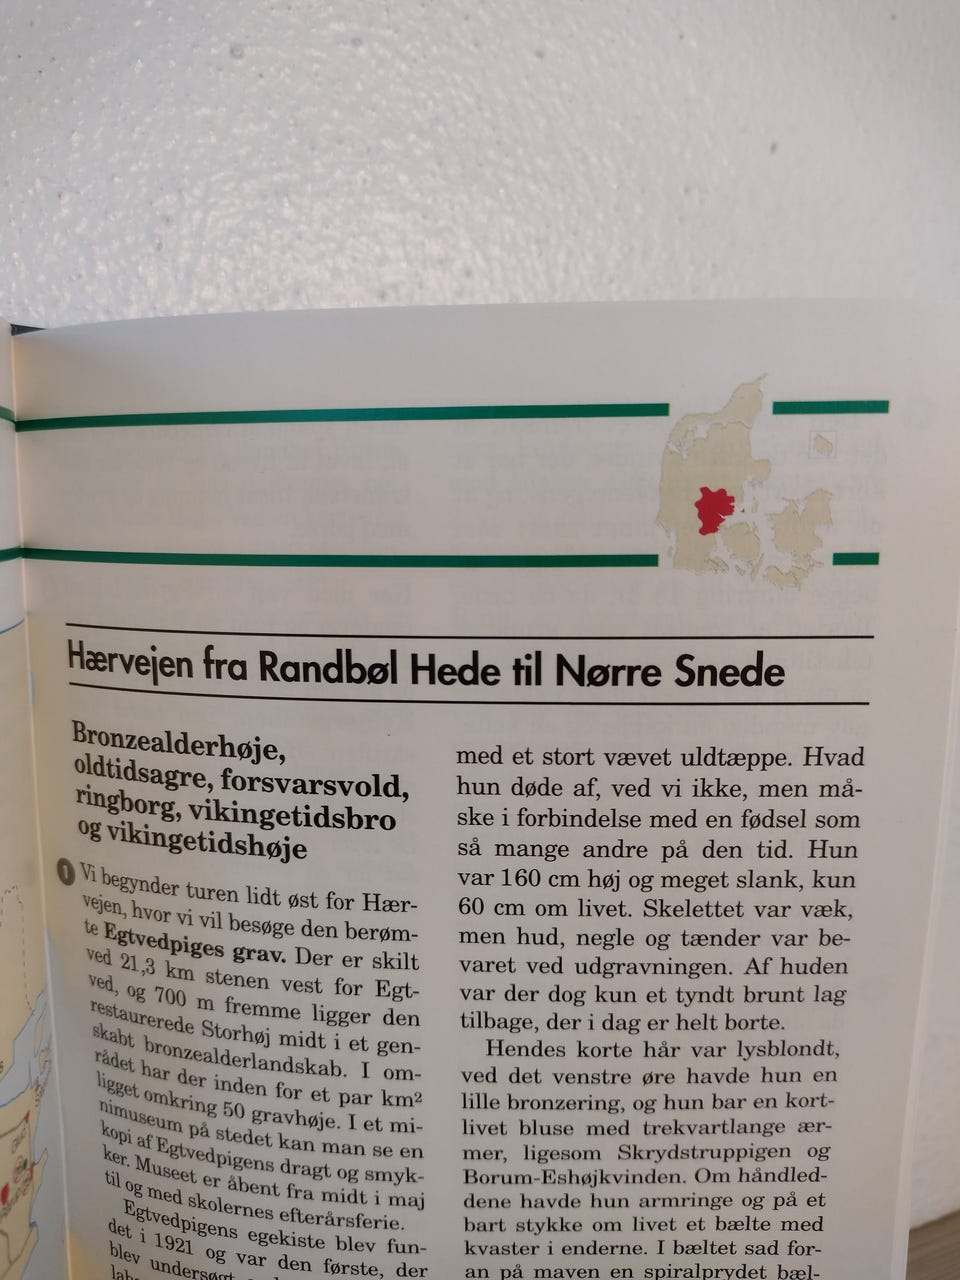 Hærvejen fra Randbøl Hede til Nørre Snede
Bronzealderhøje,
oldtidsagre, forsvarsvold,
ringborg, vikingetidsbro
og vikingetidshøje
1 Vi begynder turen lidt øst for Hær-
vejen, hvor vi vil besøge den berøm-
te Egtvedpiges grav. Der er skilt
ved 21,3 km stenen vest for Egt-
ved, og 700 m fremme ligger den
restaurerede Storhøj midt i et gen-
skabt bronzealderlandskab. I om-
rådet har der inden for et par km²
ligget omkring 50 gravhøje. I et mi-
nimuseum på stedet kan man se en
kopi af Egtvedpigens dragt og smyk-
ker. Museet er åbent fra midt i maj
til og med skolernes efterårsferie.
Egtvedpigens egekiste blev fun-
det i 1921 og var den første, der
blev undersøgt
med et stort vævet uldtæppe. Hvad
hun døde af, ved vi ikke, men må-
ske i forbindelse med en fødsel som
så mange andre på den tid. Hun
var 160 cm høj og meget slank, kun
60 cm om livet. Skelettet var væk,
men hud, negle og tænder var be-
varet ved udgravningen. Af huden
var der dog kun et tyndt brunt lag
tilbage, der i dag er helt borte.
Hendes korte hår var lysblondt,
ved det venstre øre havde hun en
lille bronzering, og hun bar en kort-
livet bluse med trekvartlange ær-
mer, ligesom Skrydstruppigen og
Borum-Eshøjkvinden. Om håndled-
dene havde hun armringe og på et
bart stykke om livet et bælte med
kvaster i enderne. I bæltet sad for-
an på maven en spiralprydet bæl-